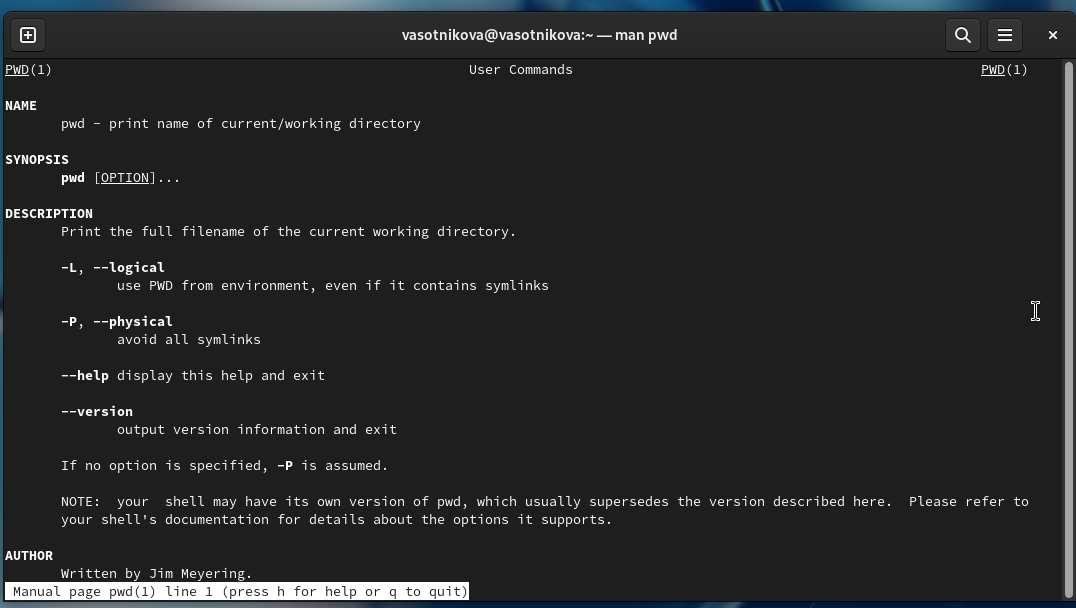 vasotnikova@vasotnikova:~ — man pwd
PWD(1) User Commands PWD(1)
NAME
pwd - print name of current/working directory
SYNOPSIS
pwd [OPTION]...
DESCRIPTION
Print the full filename of the current working directory.
-L, --logical
use PWD from environment, even if it contains symlinks
-P, --physical
avoid all symlinks
--help display this help and exit
--version
output version information and exit
If no option is specified, -P is assumed.
NOTE:  your  shell may have its own version of pwd, which usually supersedes the version described here.  Please refer to
your shell's documentation for details about the options it supports.
AUTHOR
Written by Jim Meyering.
Manual page pwd(1) line 1 (press h for help or q to quit)